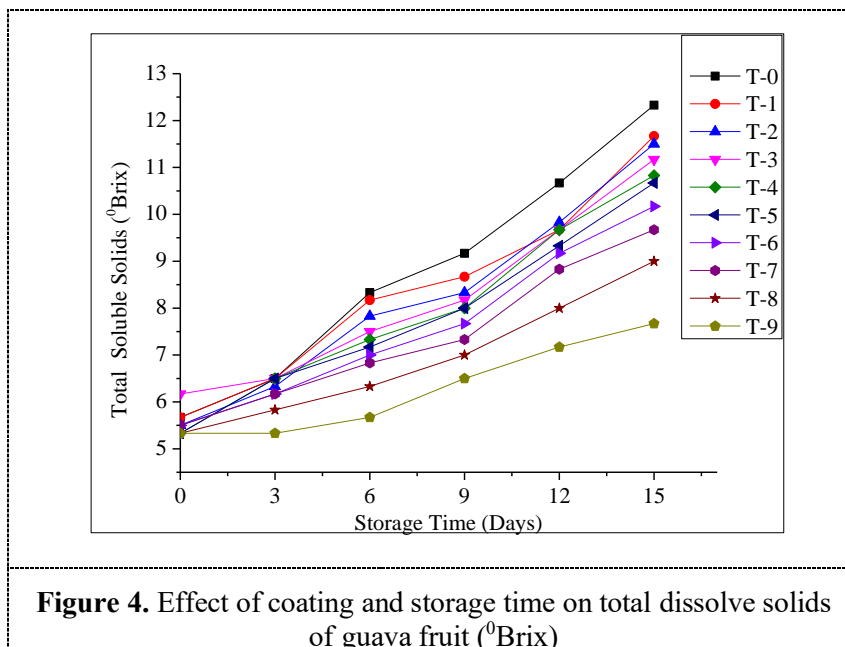 13
12
11
10
9
8
7
6
5
Total Soluble Solids (⁰Brix)
0 3 6 9 12 15
Storage Time (Days)
T-0
T-1
T-2
T-3
T-4
T-5
T-6
T-7
T-8
T-9
Figure 4. Effect of coating and storage time on total dissolve solids
of guava fruit (⁰Brix)